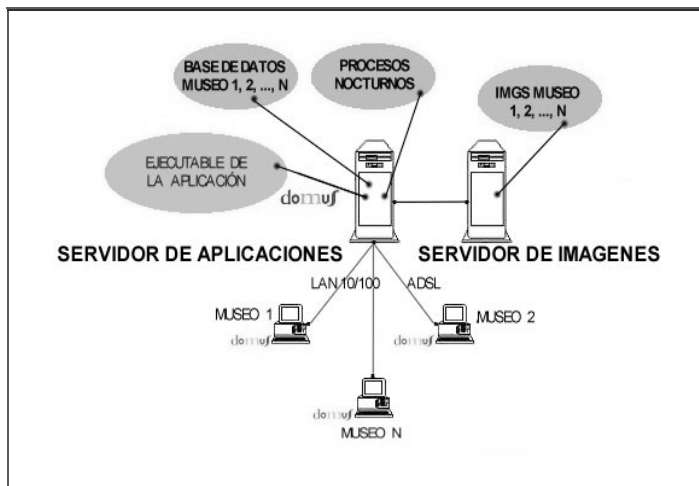 BASE DE DATOS
MUSEO 1, 2, ..., N
PROCESOS
NOCTURNOS
IMGS MUSEO
1, 2, ..., N
EJECUTABLE DE
LA APLICACIÓN
domus
SERVIDOR DE APLICACIONES
SERVIDOR DE IMAGENES
LAN 10/100
ADSL
MUSEO 1
domus
MUSEO 2
domus
domus
MUSEO N